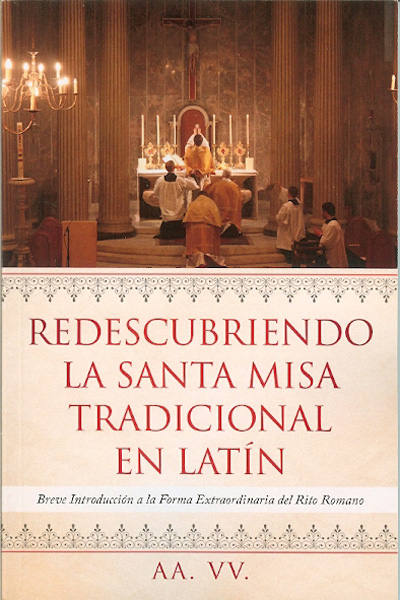 REDESCUBRIENDO
LA SANTA MISA
TRADICIONAL
EN LATÍN
Breve Introducción a la Forma Extraordinaria del Rito Romano
AA. VV.